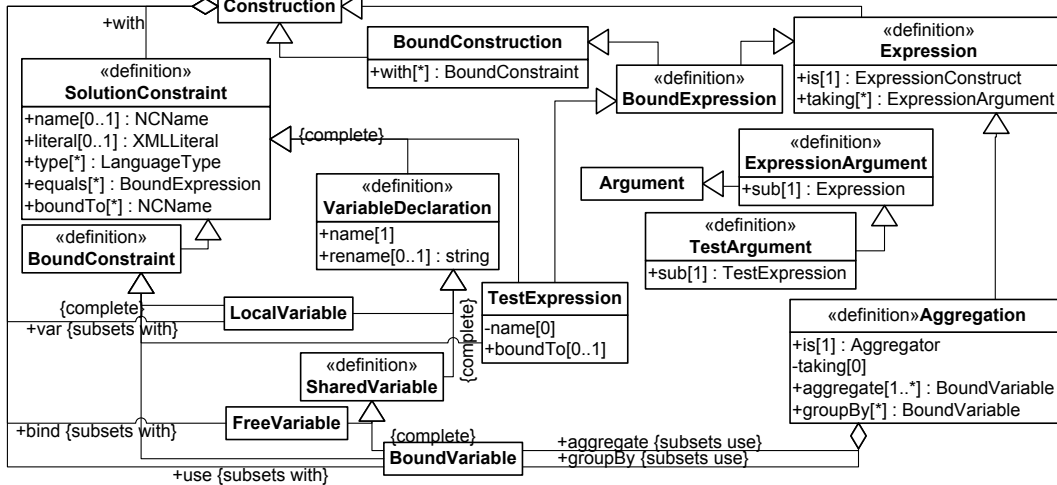 Construction
+with
BoundConstruction
+with[*] : BoundConstraint
«definition»
Expression
+is[1] : ExpressionConstruct
+taking[*] : ExpressionArgument
«definition»
SolutionConstraint
+name[0..1] : NCName
+literal[0..1] : XMLLiteral
+type[*] : LanguageType
+equals[*] : BoundExpression
+boundTo[*] : NCName
«definition»
BoundExpression
{complete}
«definition»
ExpressionArgument
+sub[1] : Expression
Argument
«definition»
VariableDeclaration
+name[1]
+rename[0..1] : string
«definition»
TestArgument
+sub[1] : TestExpression
«definition»
BoundConstraint
TestExpression
-name[0]
+boundTo[0..1]
{complete}
LocalVariable
+var {subsets with}
{complete}
«definition»Aggregation
+is[1] : Aggregator
-taking[0]
+aggregate[1..*] : BoundVariable
+groupBy[*] : BoundVariable
«definition»
SharedVariable
FreeVariable
+bind {subsets with}
{complete}
BoundVariable
+aggregate {subsets use}
+groupBy {subsets use}
+use {subsets with}